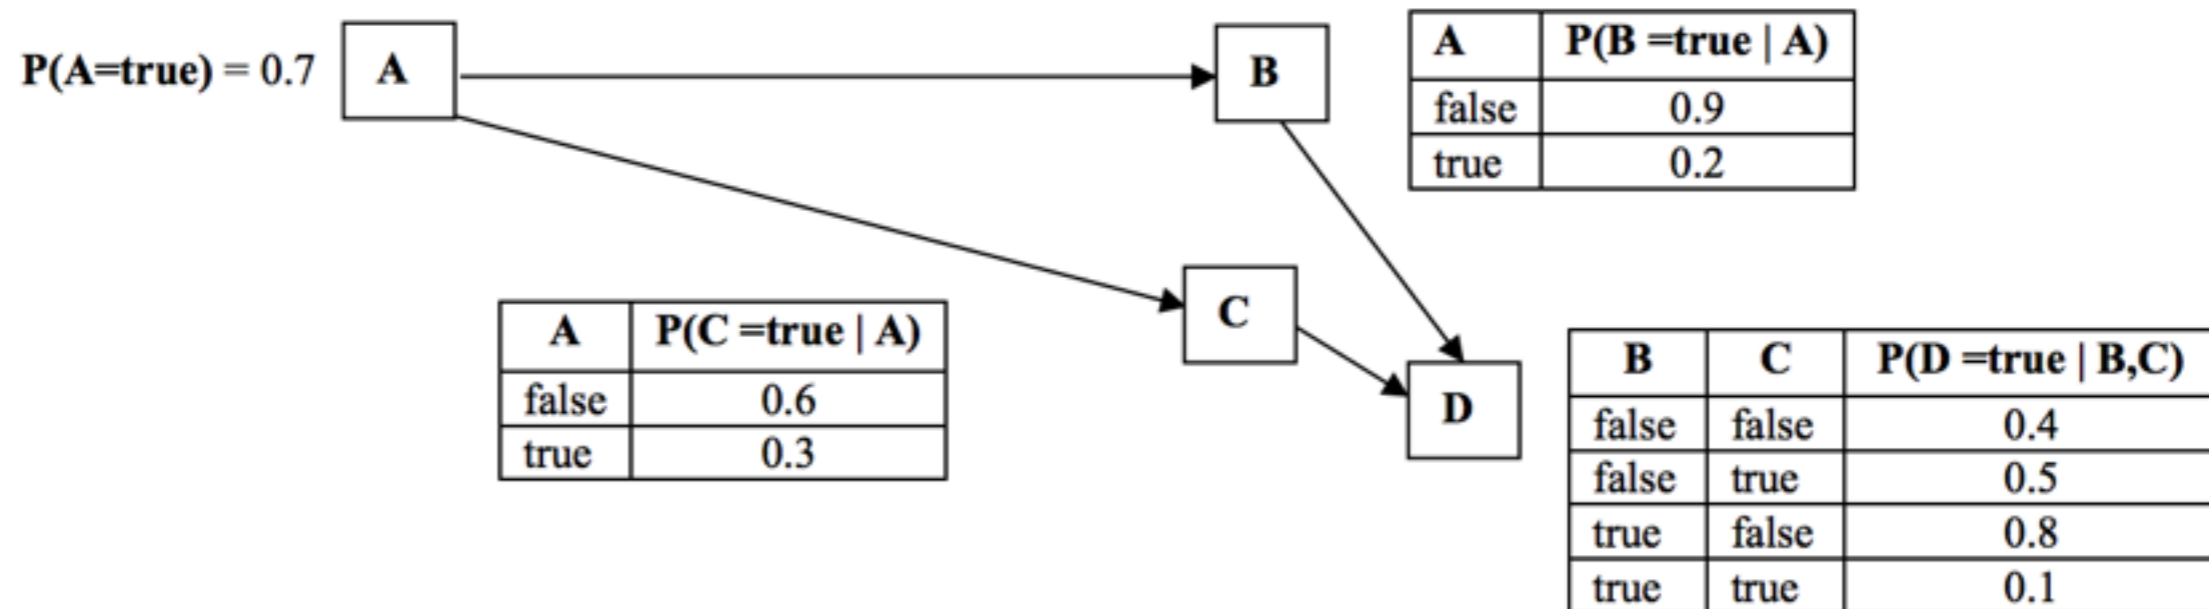 P(A=true) = 0.7
A
B
A P(B =true | A)
false 0.9
true 0.2
C
A P(C =true | A)
false 0.6
true 0.3
D
B C P(D =true | B,C)
false false 0.4
false true 0.5
true false 0.8
true true 0.1